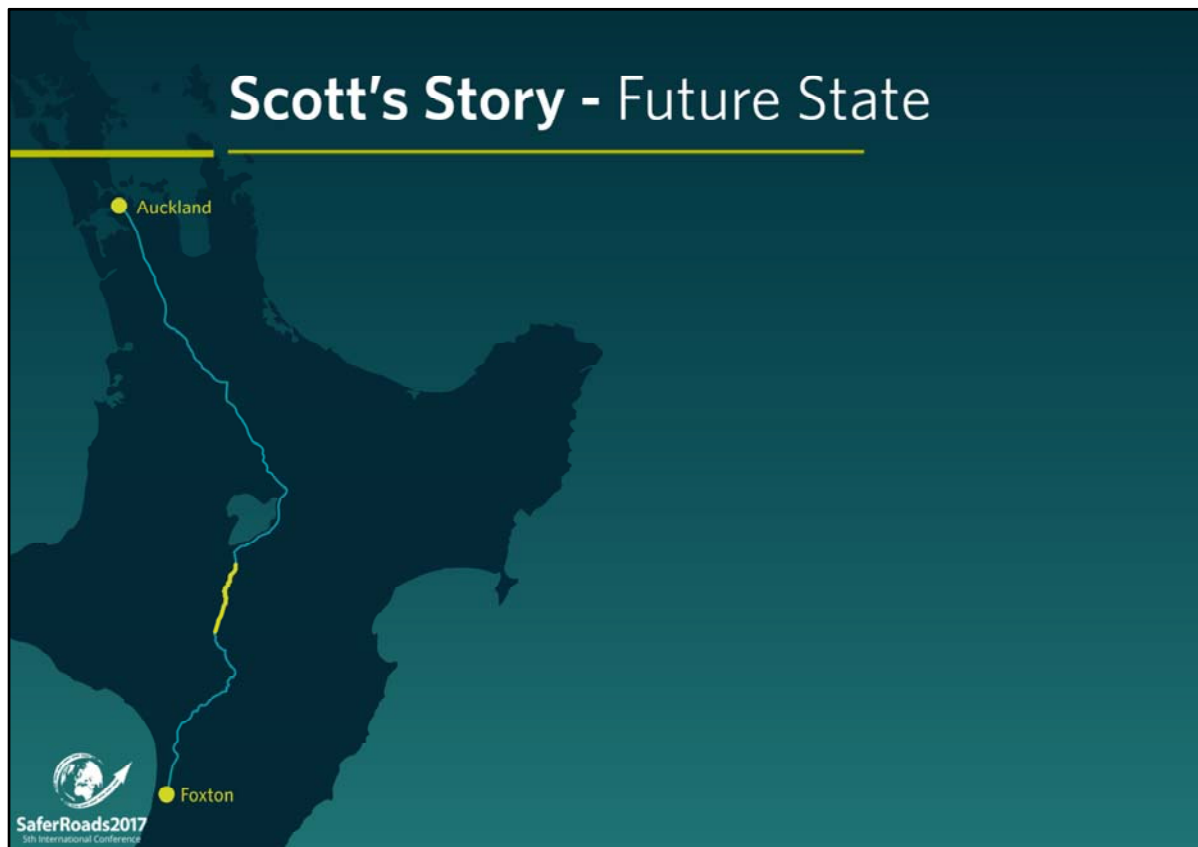 Scott's Story - Future State
Auckland
Foxton
SaferRoads2017
5th International Conference